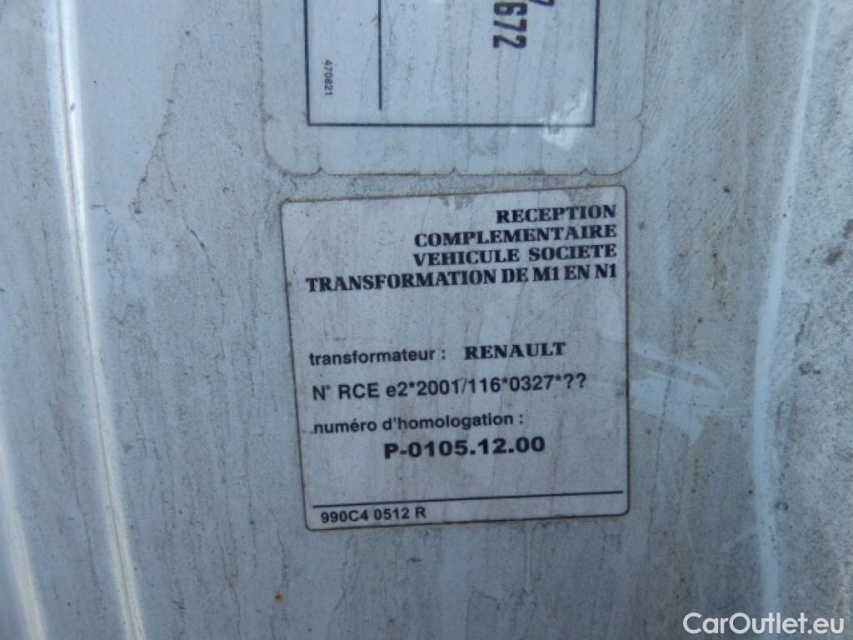 672
470821
RECEPTION
COMPLEMENTAIRE
VEHICULE SOCIETE
TRANSFORMATION DE M1 EN N1
transformateur : RENAULT
N° RCE e2*2001/116*0327*??
numéro d'homologation :
P-0105.12.00
990C4 0512 R
CarOutlet.eu